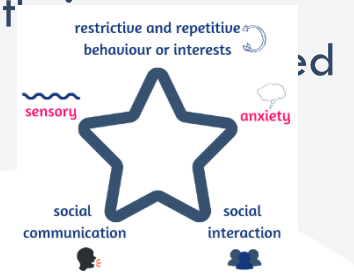 restrictive and repetitive
behaviour or interests
sensory
anxiety
social
communication
social
interaction